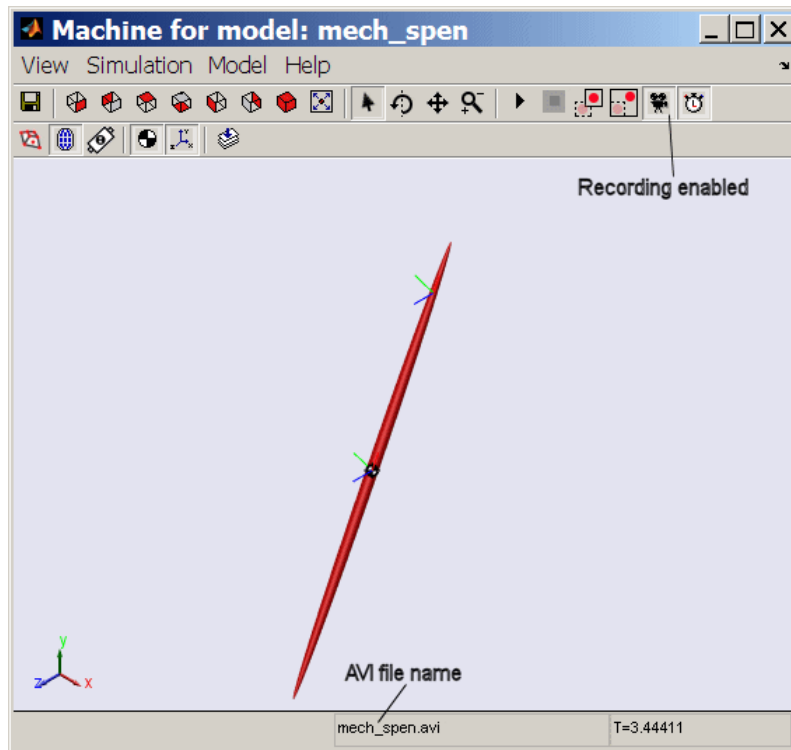 Machine for model: mech_spen
View Simulation Model Help
Recording enabled
y
z x
AVI file name
mech_spen.avi T=3.44411